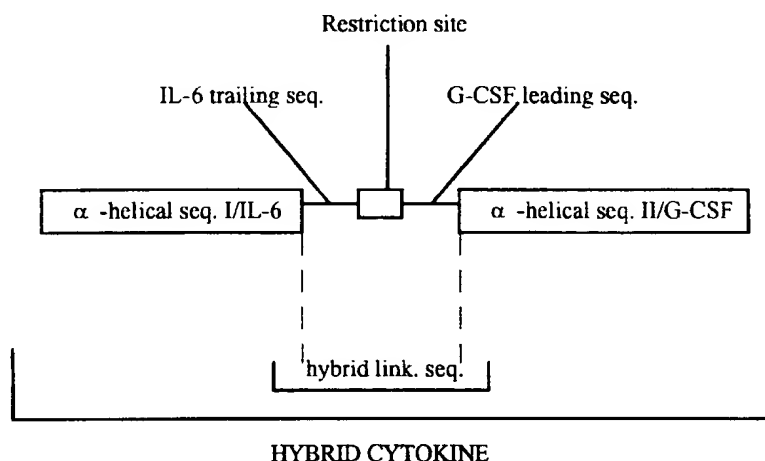 Restriction site
IL-6 trailing seq.
G-CSF leading seq.
α -helical seq. I/IL-6
α -helical seq. II/G-CSF
hybrid link. seq.
HYBRID CYTOKINE